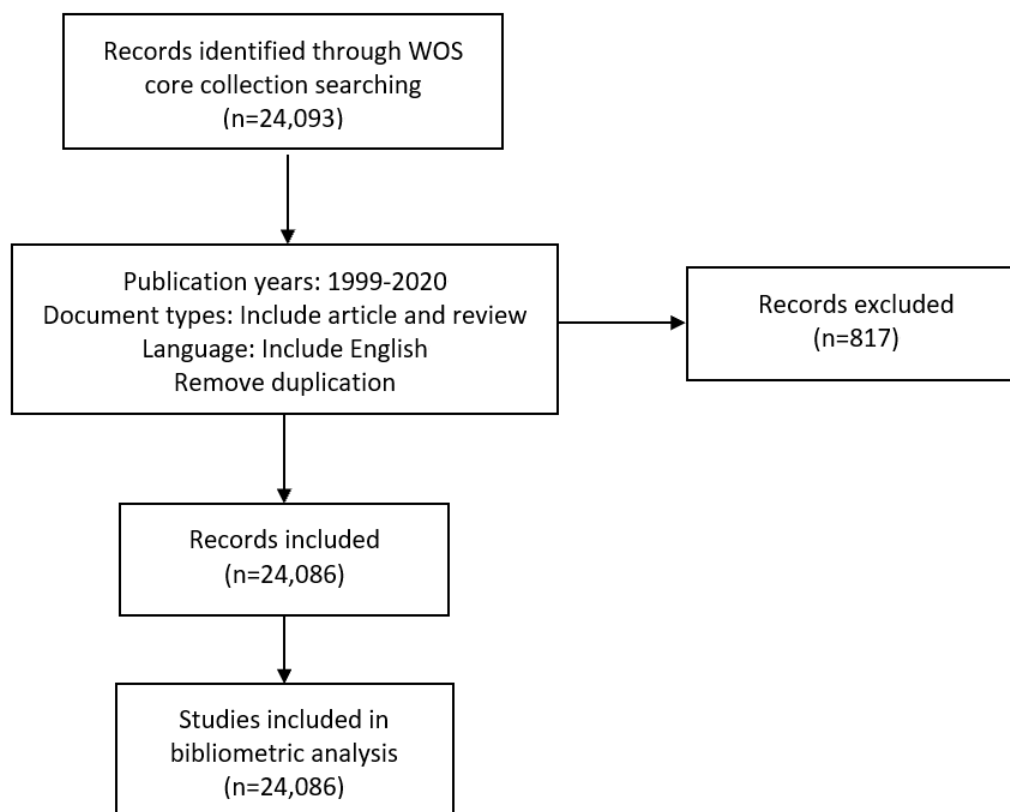 Records identified through WOS
core collection searching
(n=24,093)
Publication years: 1999-2020
Document types: Include article and review
Language: Include English
Remove duplication
Records excluded
(n=817)
Records included
(n=24,086)
Studies included in
bibliometric analysis
(n=24,086)